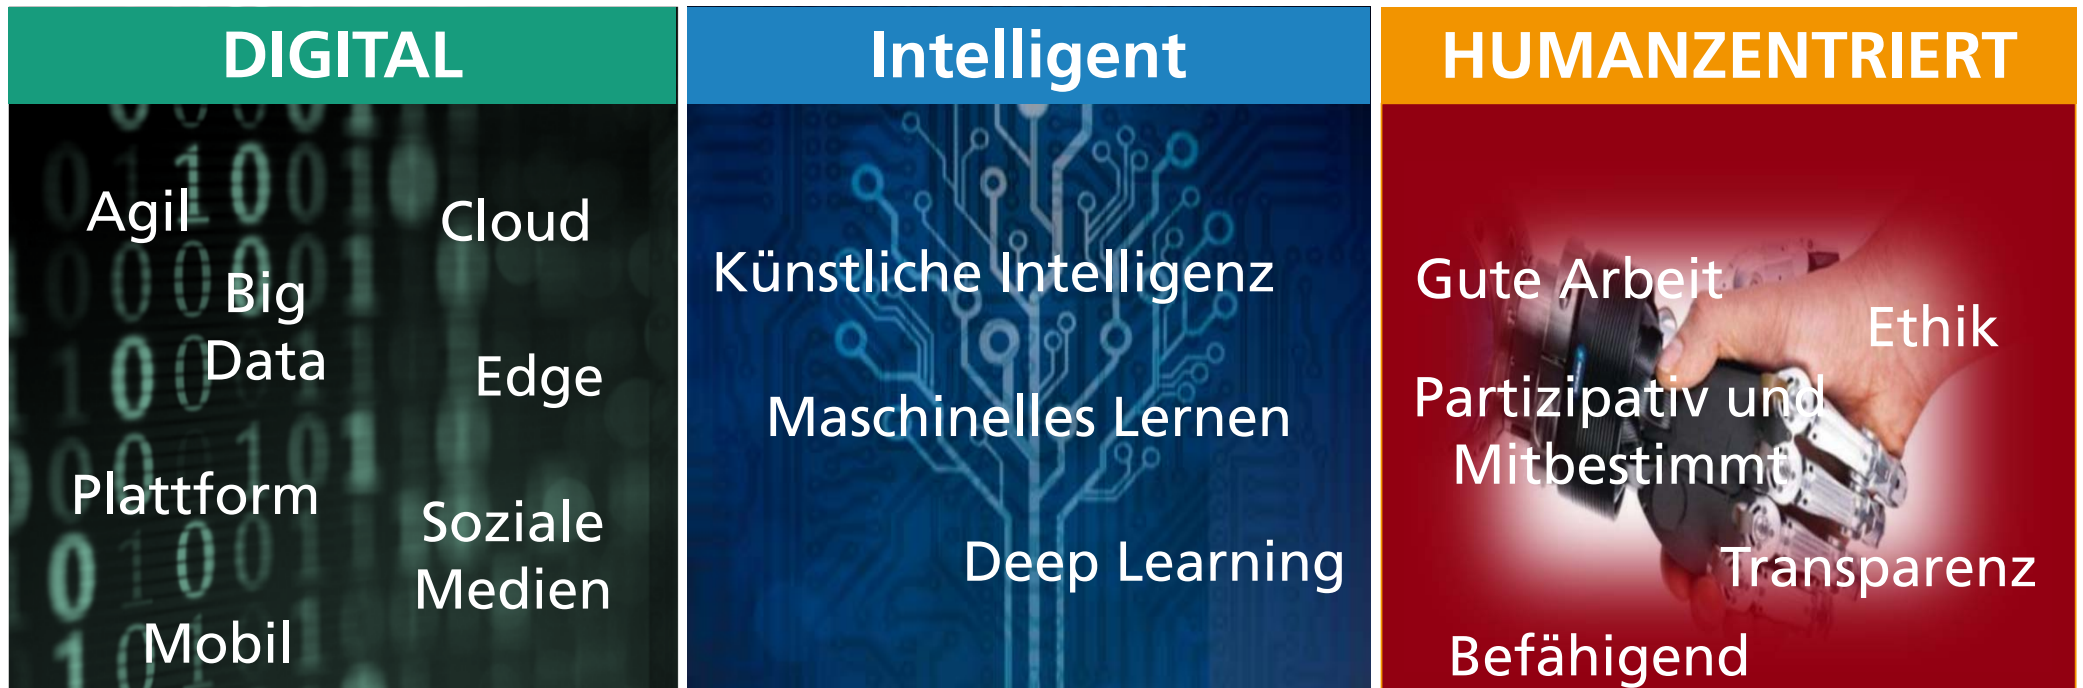 DIGITAL
Agil
Cloud
Big
Data
Edge
Plattform
Soziale
Medien
Mobil
Intelligent
Künstliche Intelligenz
Maschinelles Lernen
Deep Learning
HUMANZENTRIERT
Gute Arbeit
Ethik
Partizipativ und
Mitbestimmt
Transparenz
Befähigend